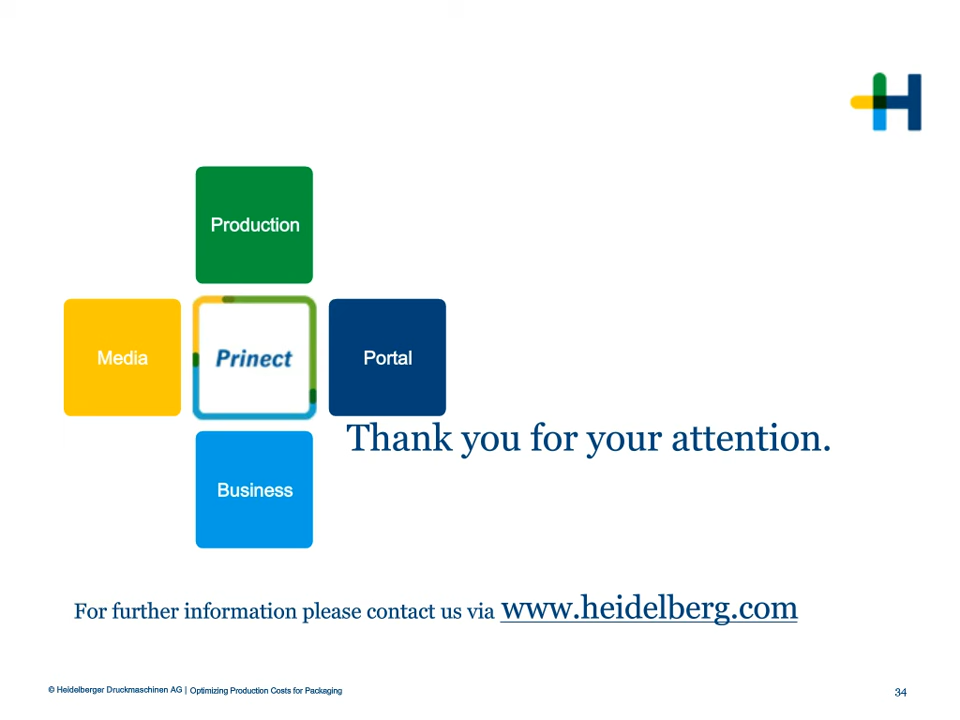 Production
Media
Prinect
Portal
Thank you for your attention.
Business
For further information please contact us via www.heidelberg.com
© Heidelberger Druckmaschinen AG | Optimizing Production Costs for Packaging
34